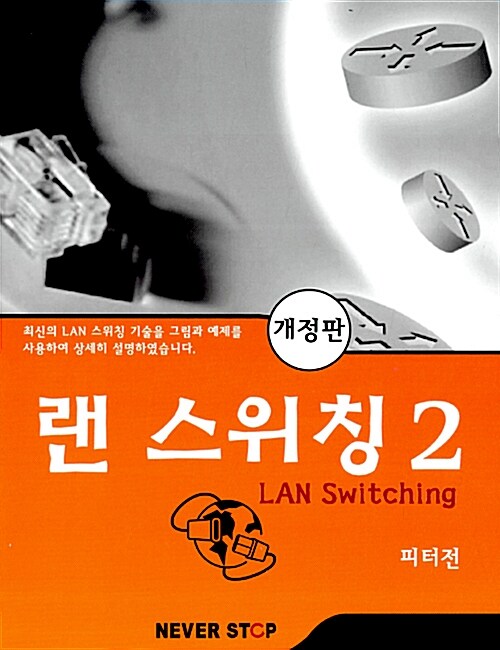 개정판
최신의 LAN 스위칭 기술을 그림과 예제를
사용하여 상세히 설명하였습니다.
랜 스위칭 2
LAN Switching
피터전
NEVER STOP